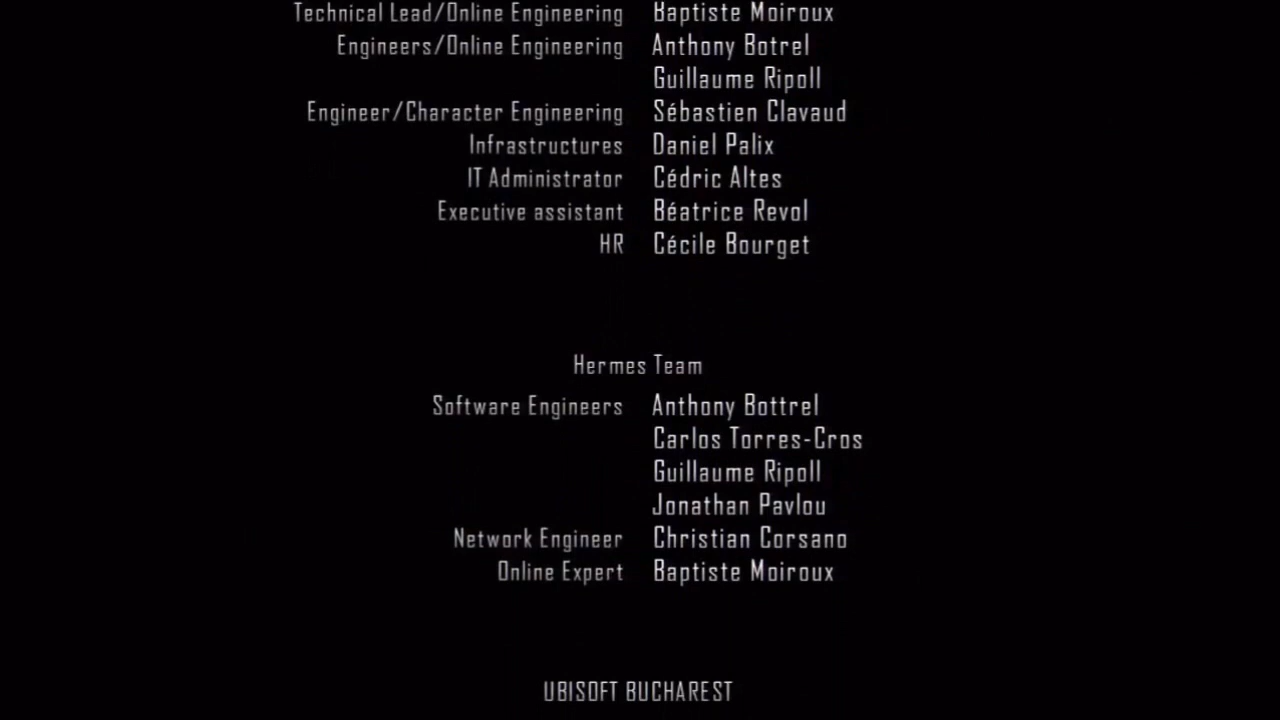 Technical Lead/Online Engineering Baptiste Moiroux
Engineers/Online Engineering Anthony Botrel
Guillaume Ripoll
Engineer/Character Engineering Sébastien Clavaud
Infrastructures Daniel Palix
IT Administrator Cédric Altes
Executive assistant Béatrice Revol
HR Cécile Bourget
Hermes Team
Software Engineers Anthony Bottrel
Carlos Torres-Cros
Guillaume Ripoll
Jonathan Pavlou
Network Engineer Christian Corsano
Online Expert Baptiste Moiroux
UBISOFT BUCHAREST